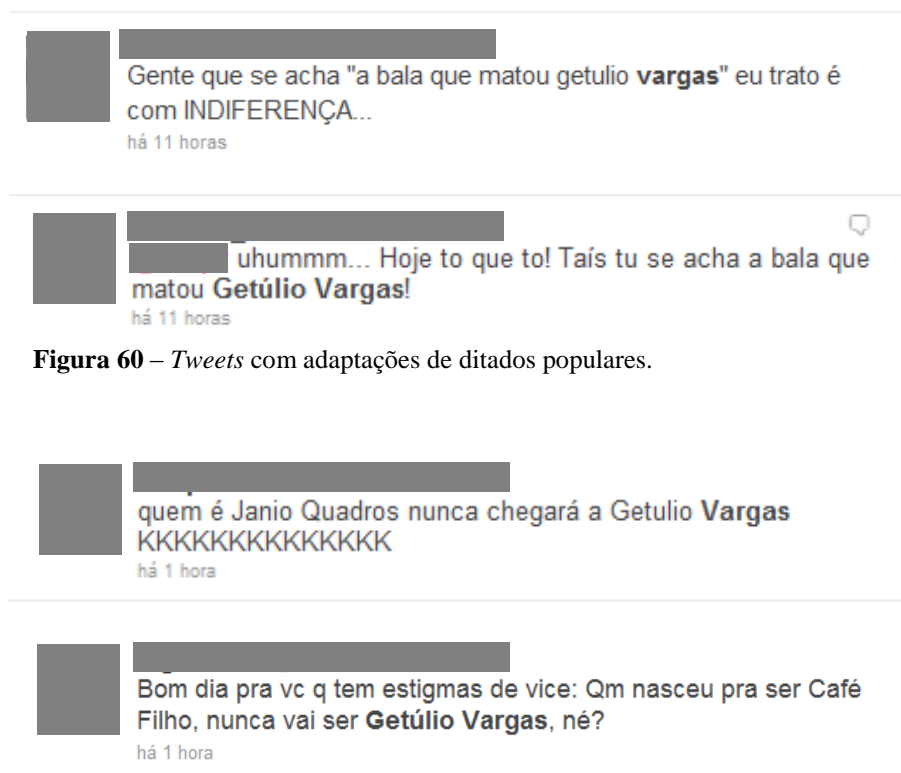 Gente que se acha "a bala que matou getulio vargas" eu trato é
com INDIFERENÇA...
há 11 horas
uhummm... Hoje to que to! Taís tu se acha a bala que
matou Getúlio Vargas!
há 11 horas
Figura 60 – Tweets com adaptações de ditados populares.
quem é Janio Quadros nunca chegará a Getulio Vargas
KKKKKKKKKKKKKK
há 1 hora
Bom dia pra vc q tem estigmas de vice: Qm nasceu pra ser Café
Filho, nunca vai ser Getúlio Vargas, né?
há 1 hora